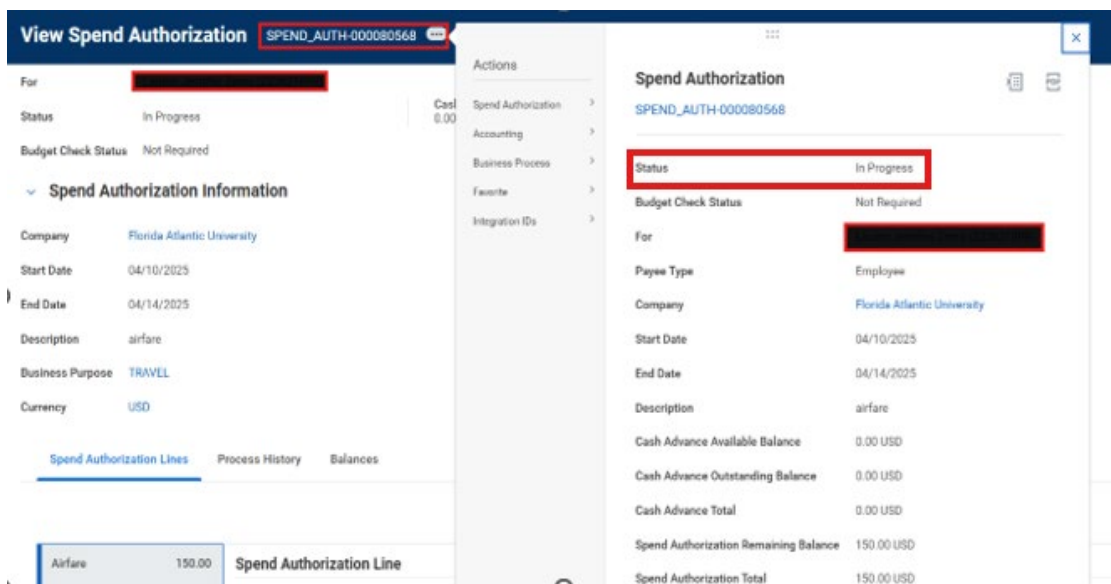 View Spend Authorization SPEND_AUTH-000080568
For
Status In Progress
Budget Check Status Not Required
Spend Authorization Information
Company Florida Atlantic University
Start Date 04/10/2025
End Date 04/14/2025
Description airfare
Business Purpose TRAVEL
Currency USD
Spend Authorization Lines Process History Balances
Airfare 150.00
Spend Authorization Line
0.00
Actions
Spend Authorization
Accounting
Business Process
Favorite
Integration IDs
Spend Authorization
SPEND_AUTH-000080568
Status In Progress
Budget Check Status Not Required
For
Payee Type Employee
Company Florida Atlantic University
Start Date 04/10/2025
End Date 04/14/2025
Description airfare
Cash Advance Available Balance 0.00 USD
Cash Advance Outstanding Balance 0.00 USD
Cash Advance Total 0.00 USD
Spend Authorization Remaining Balance 150.00 USD
Spend Authorization Total 150.00 USD